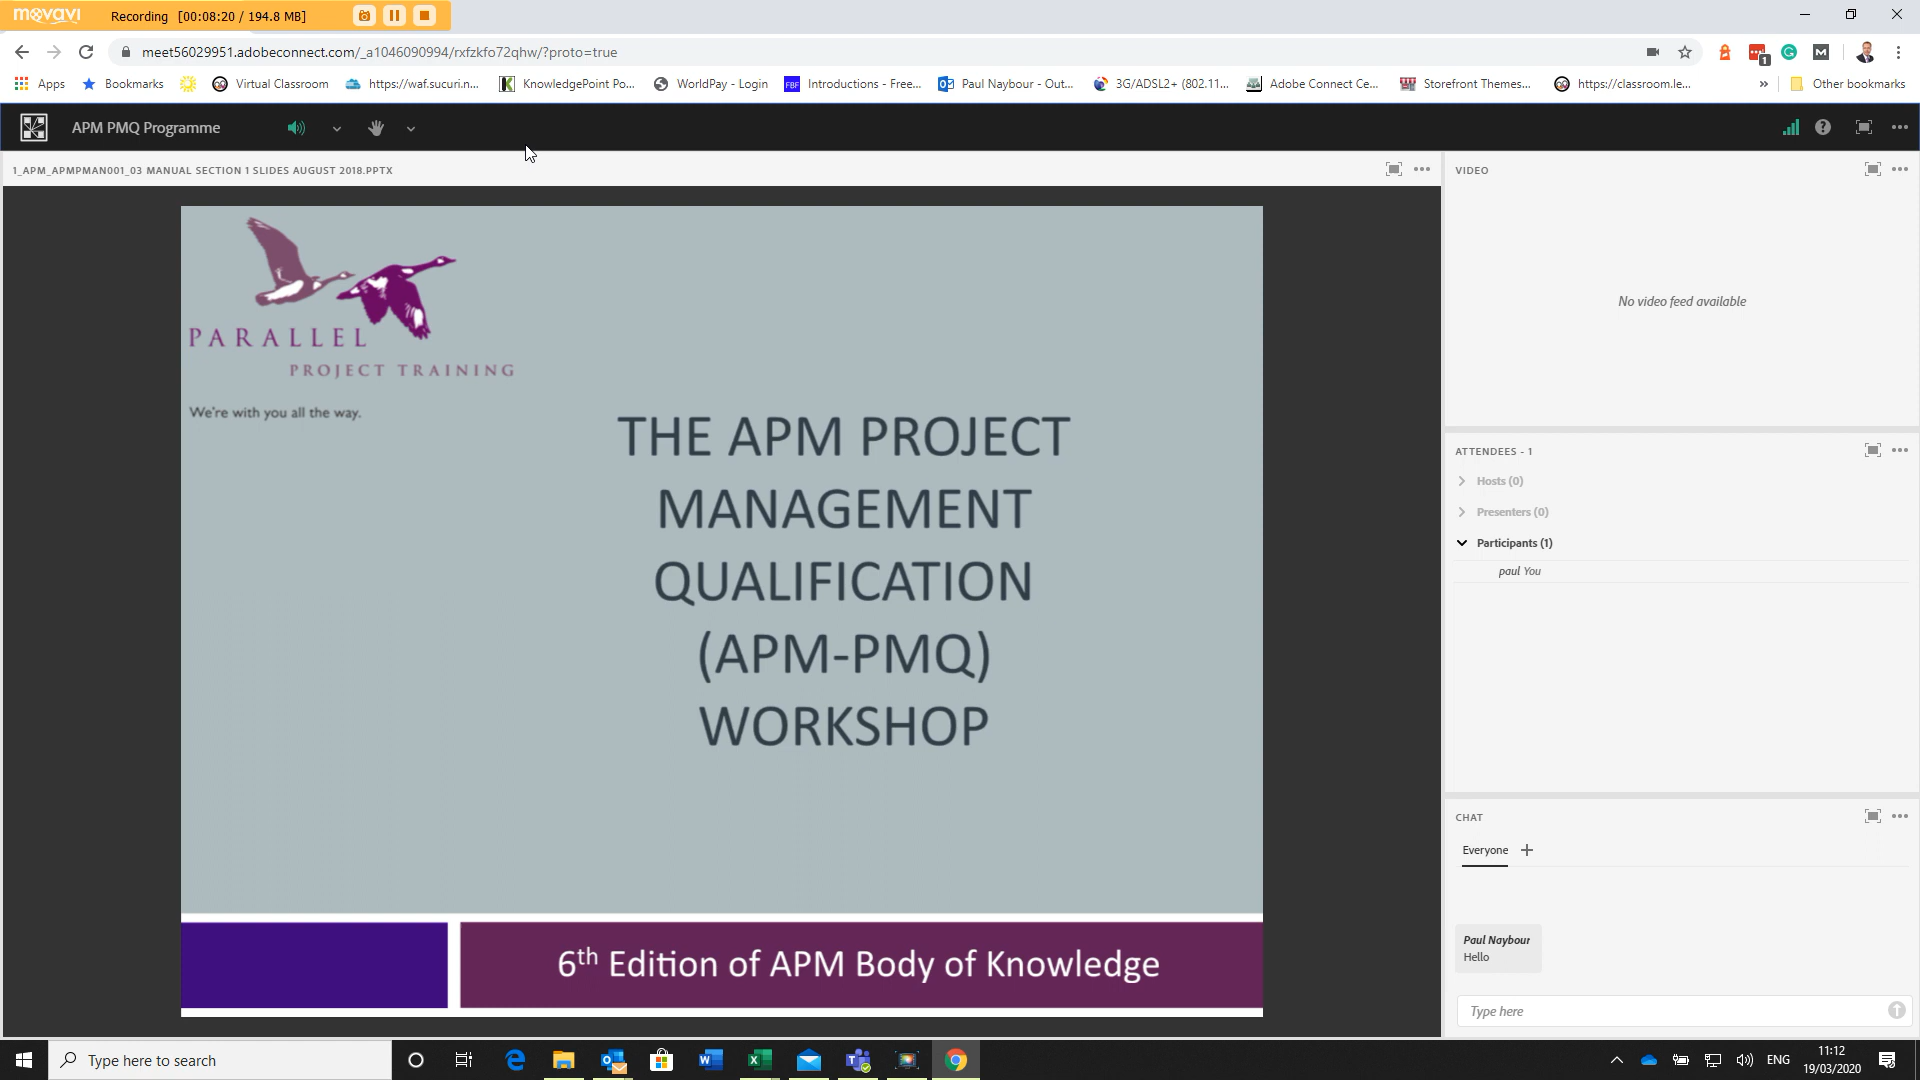 movavi Recording [00:08:20 / 194.8 MB]
meet56029951.adobeconnect.com/_a1046090994/rxfzkfo72qhw/?proto=true
1
Apps Bookmarks Virtual Classroom https://waf.sucuri.n... KnowledgePoint Po... WorldPay - Login FBF Introductions - Free... Paul Naybour - Out... 3G/ADSL2+ (802.11... Adobe Connect Ce... Storefront Themes... https://classroom.le... » Other bookmarks
APM PMQ Programme
1_APM_APMPMAN001_03 MANUAL SECTION 1 SLIDES AUGUST 2018.PPTX
PARALLEL
PROJECT TRAINING
We're with you all the way.
THE APM PROJECT
MANAGEMENT
QUALIFICATION
(APM-PMQ)
WORKSHOP
6th Edition of APM Body of Knowledge
VIDEO
No video feed available
ATTENDEES - 1
Hosts (0)
Presenters (0)
Participants (1)
paul You
CHAT
Everyone +
Paul Naybour
Hello
Type here
Type here to search
ENG
11:12
19/03/2020